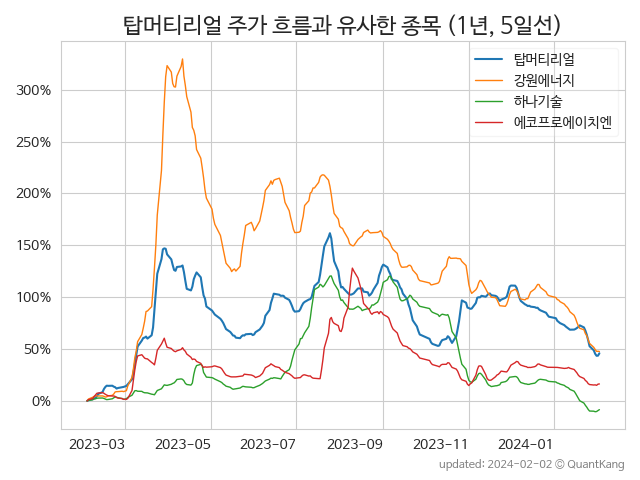 탑머티리얼 주가 흐름과 유사한 종목 (1년, 5일선)
탑머티리얼
강원에너지
하나기술
에코프로에이치엔
300%
250%
200%
150%
100%
50%
0%
2023-03 2023-05 2023-07 2023-09 2023-11 2024-01
updated: 2024-02-02 © QuantKang